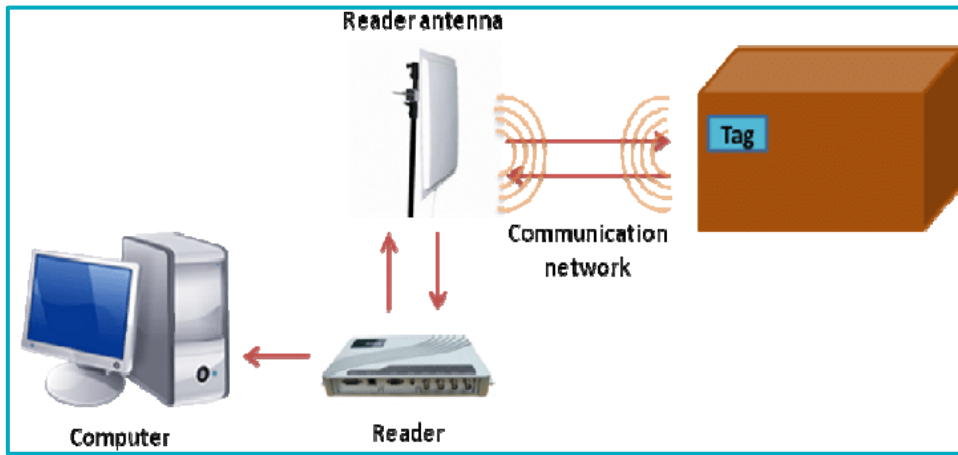 Reader antenna
Tag
Communication
network
Computer
Reader